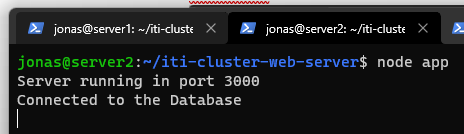 jonas@server1: ~/iti-cluste
jonas@server2: ~/iti-cluster-
jonas@server2:~/iti-cluster-web-server$ node app
Server running in port 3000
Connected to the Database